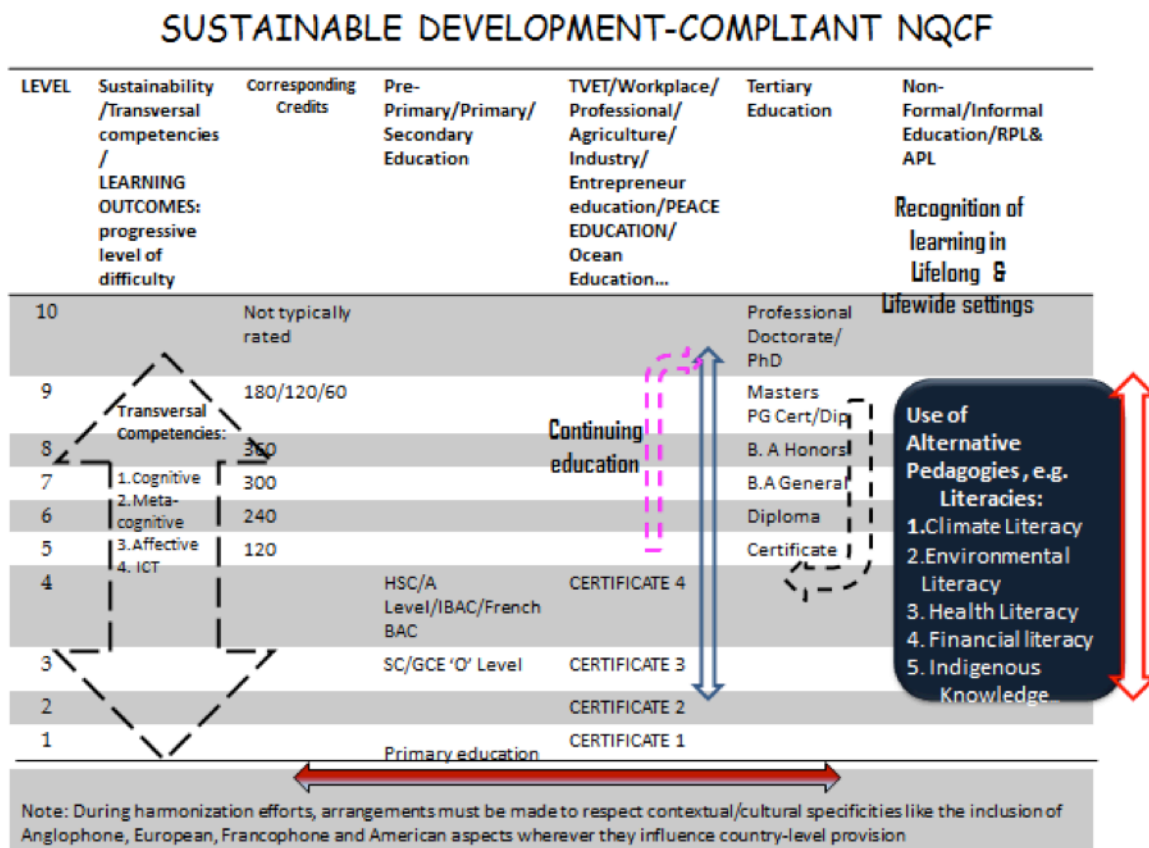 SUSTAINABLE DEVELOPMENT-COMPLIANT NQCF
LEVEL
Sustainability
/Transversal
competencies
/
LEARNING
OUTCOMES:
progressive
level of
difficulty
Corresponding
Credits
Pre-
Primary/Primary/
Secondary
Education
TVET/Workplace/
Professional/
Agriculture/
Industry/
Entrepreneur
education/PEACE
EDUCATION/
Ocean
Education...
Tertiary
Education
Non-
Formal/Informal
Education/RPL&
APL
Recognition of
learning in
Lifelong &
Lifewide settings
10
Not typically
rated
Professional
Doctorate/
PhD
9
180/120/60
Masters
PG Cert/Dip
8
360
B. A Honors
7
300
B.A General
6
240
Diploma
5
120
Certificate
4
HSC/A
Level/IBAC/French
BAC
CERTIFICATE 4
3
SC/GCE ‘O’ Level
CERTIFICATE 3
2
CERTIFICATE 2
1
Primary education
CERTIFICATE 1
Transversal
Competencies:
1.Cognitive
2.Meta-
cognitive
3.Affective
4. ICT
Continuing
education
Use of
Alternative
Pedagogies , e.g.
Literacies:
1.Climate Literacy
2.Environmental
Literacy
3. Health Literacy
4. Financial literacy
5. Indigenous
Knowledge...
Note: During harmonization efforts, arrangements must be made to respect contextual/cultural specificities like the inclusion of
Anglophone, European, Francophone and American aspects wherever they influence country-level provision